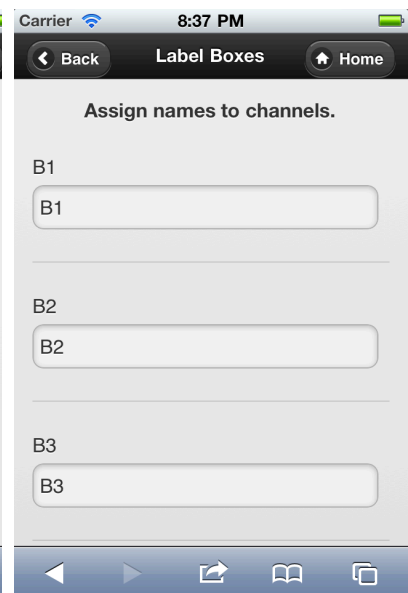 Carrier 8:37 PM
Back Label Boxes Home
Assign names to channels.
B1
B1
B2
B2
B3
B3